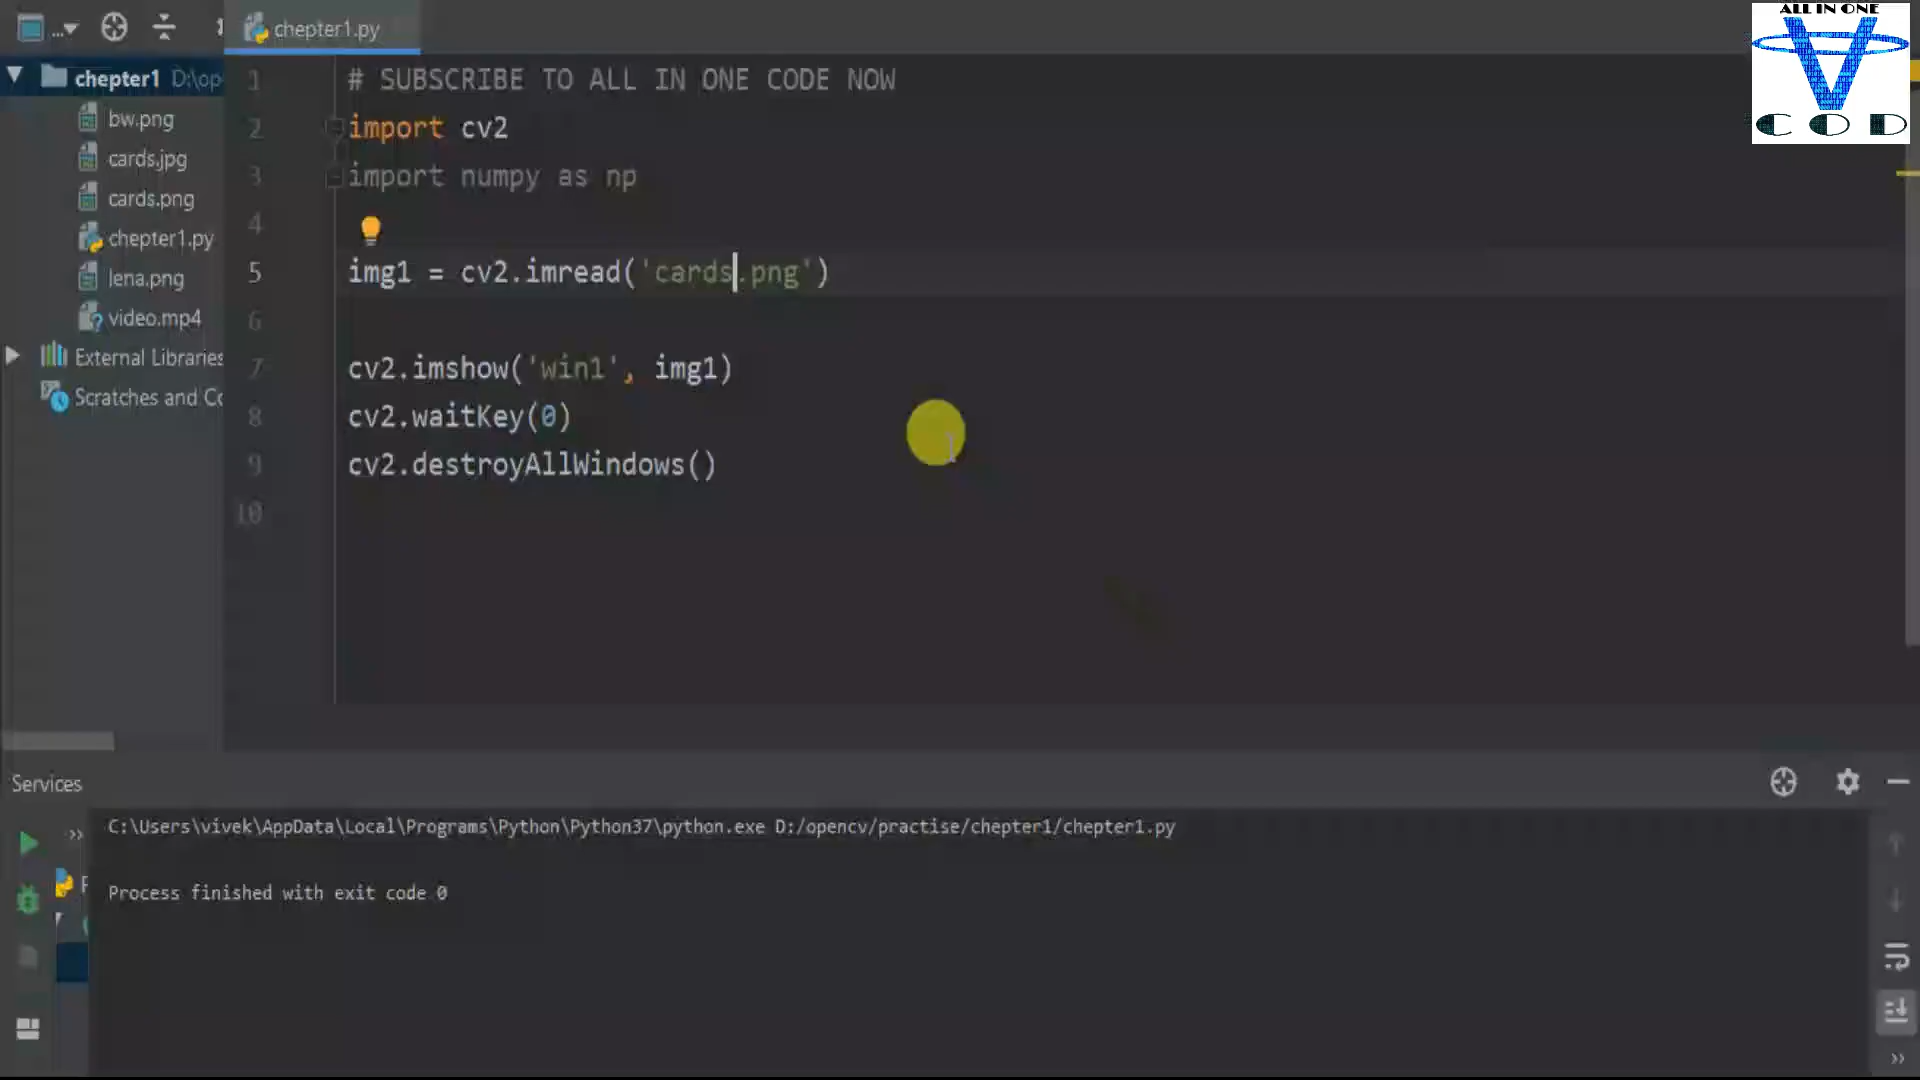 ...
chepter1.py
ALL IN ONE
COD
chepter1 D:\op
bw.png
cards.jpg
cards.png
chepter1.py
lena.png
video.mp4
External Libraries
Scratches and Co
1 # SUBSCRIBE TO ALL IN ONE CODE NOW
2 import cv2
3 import numpy as np
4
5 img1 = cv2.imread('cards.png')
6
7 cv2.imshow('win1', img1)
8 cv2.waitKey(0)
9 cv2.destroyAllWindows()
10
Services
C:\Users\vivek\AppData\Local\Programs\Python\Python37\python.exe D:/opencv/practise/chepter1/chepter1.py
Process finished with exit code 0